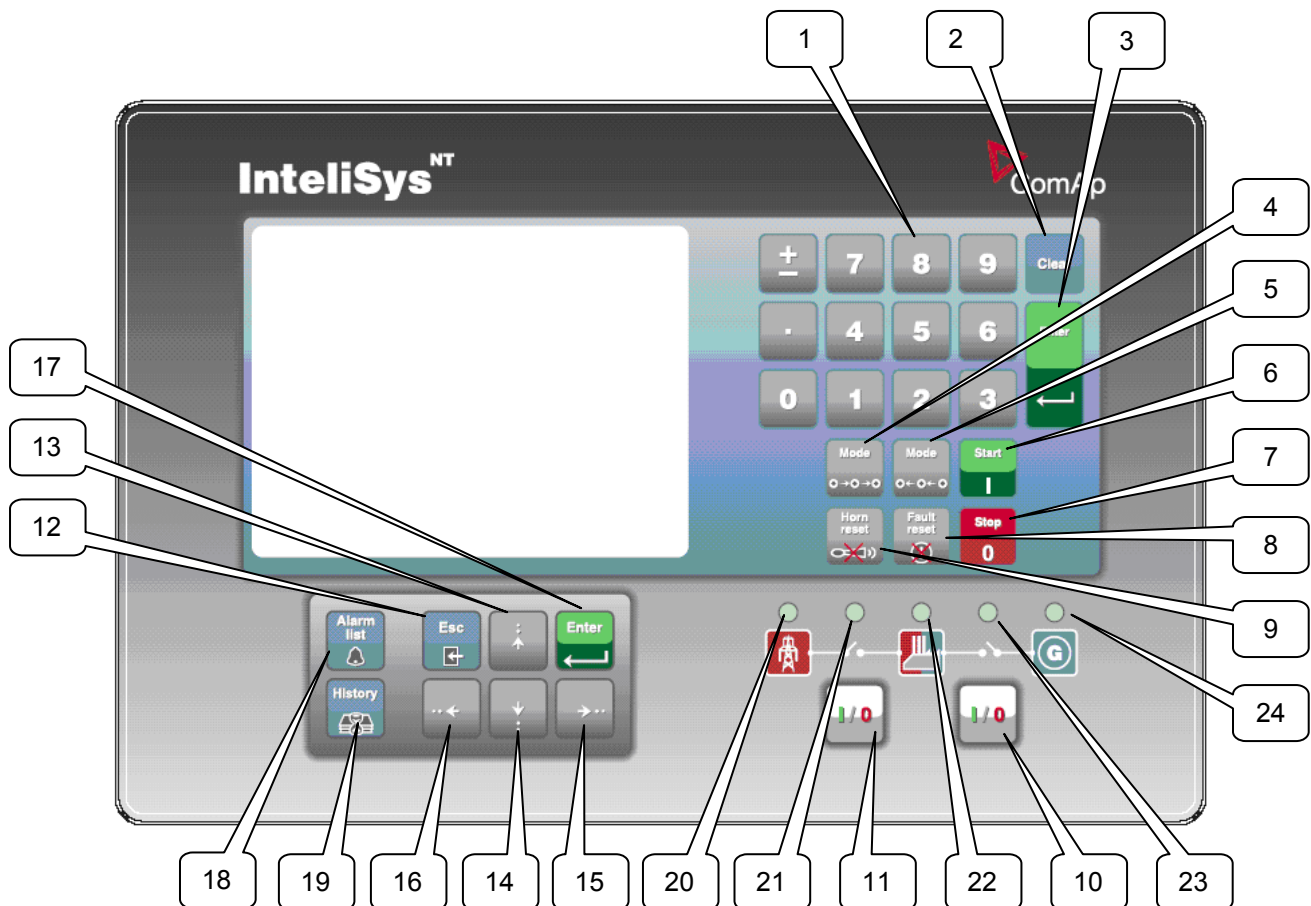 1 2 3
InteliSys NT
ComAp
4
± 7 8 9 Clear
5
. 4 5 6 Enter
17
6
0 1 2 3
13
Mode Mode Start
I
7
12
Horn reset Fault reset Stop
0
8
9
Alarm list Esc Enter
G
History
I / 0 I / 0
24
18 19 16 14 15 20 21 11 22 10 23